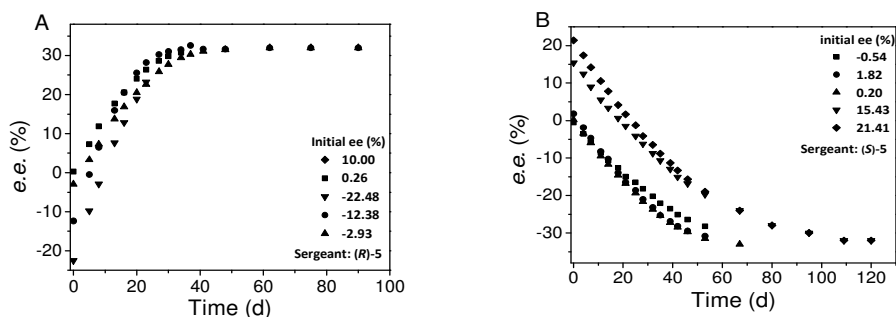 A
e.e. (%)
40
30
20
10
0
-10
-20
Initial ee (%)
10.00
0.26
-22.48
-12.38
-2.93
Sergeant: (R)-5
0 20 40 60 80 100
Time (d)
B
e.e. (%)
20
10
0
-10
-20
-30
initial ee (%)
-0.54
1.82
0.20
15.43
21.41
Sergeant: (S)-5
0 20 40 60 80 100 120
Time (d)